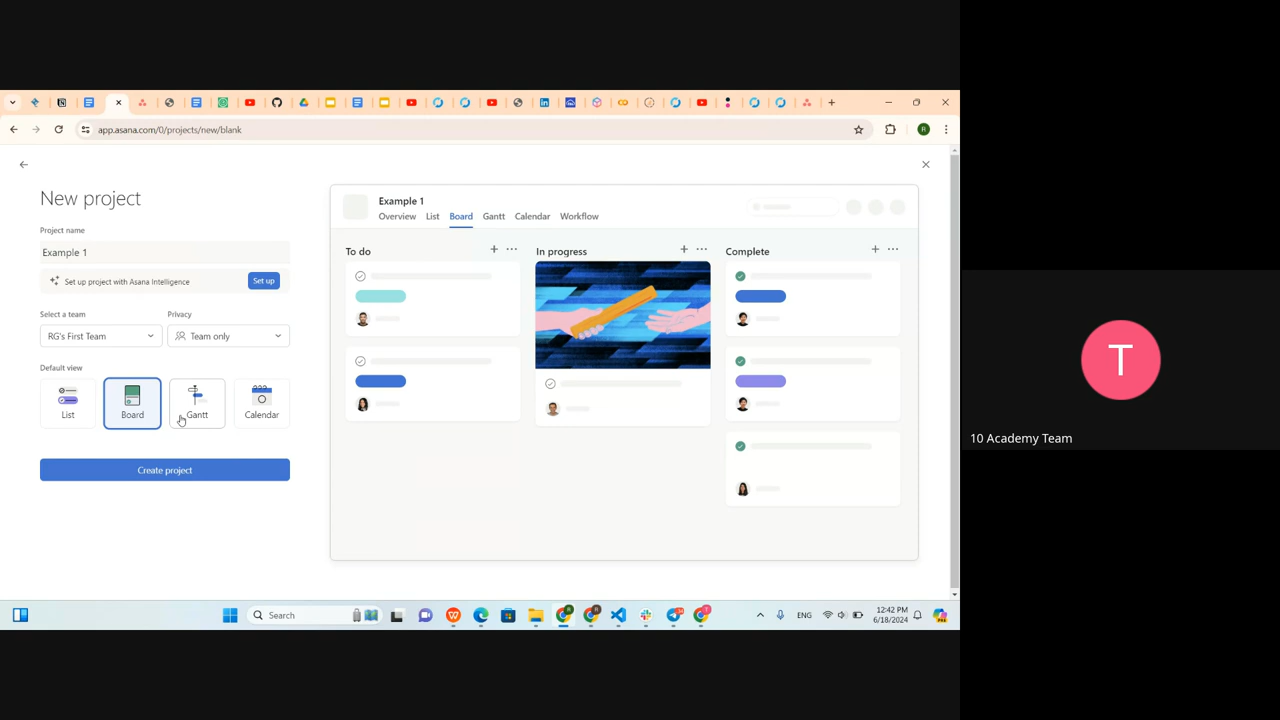 app.asana.com/0/projects/new/blank
R
New project
Project name
Example 1
Set up project with Asana Intelligence
Set up
Select a team
Privacy
RG's First Team
Team only
Default view
List
Board
Gantt
Calendar
Create project
Example 1
Overview List Board Gantt Calendar Workflow
To do
In progress
Complete
T
10 Academy Team
Search
ENG
12:42 PM
6/18/2024